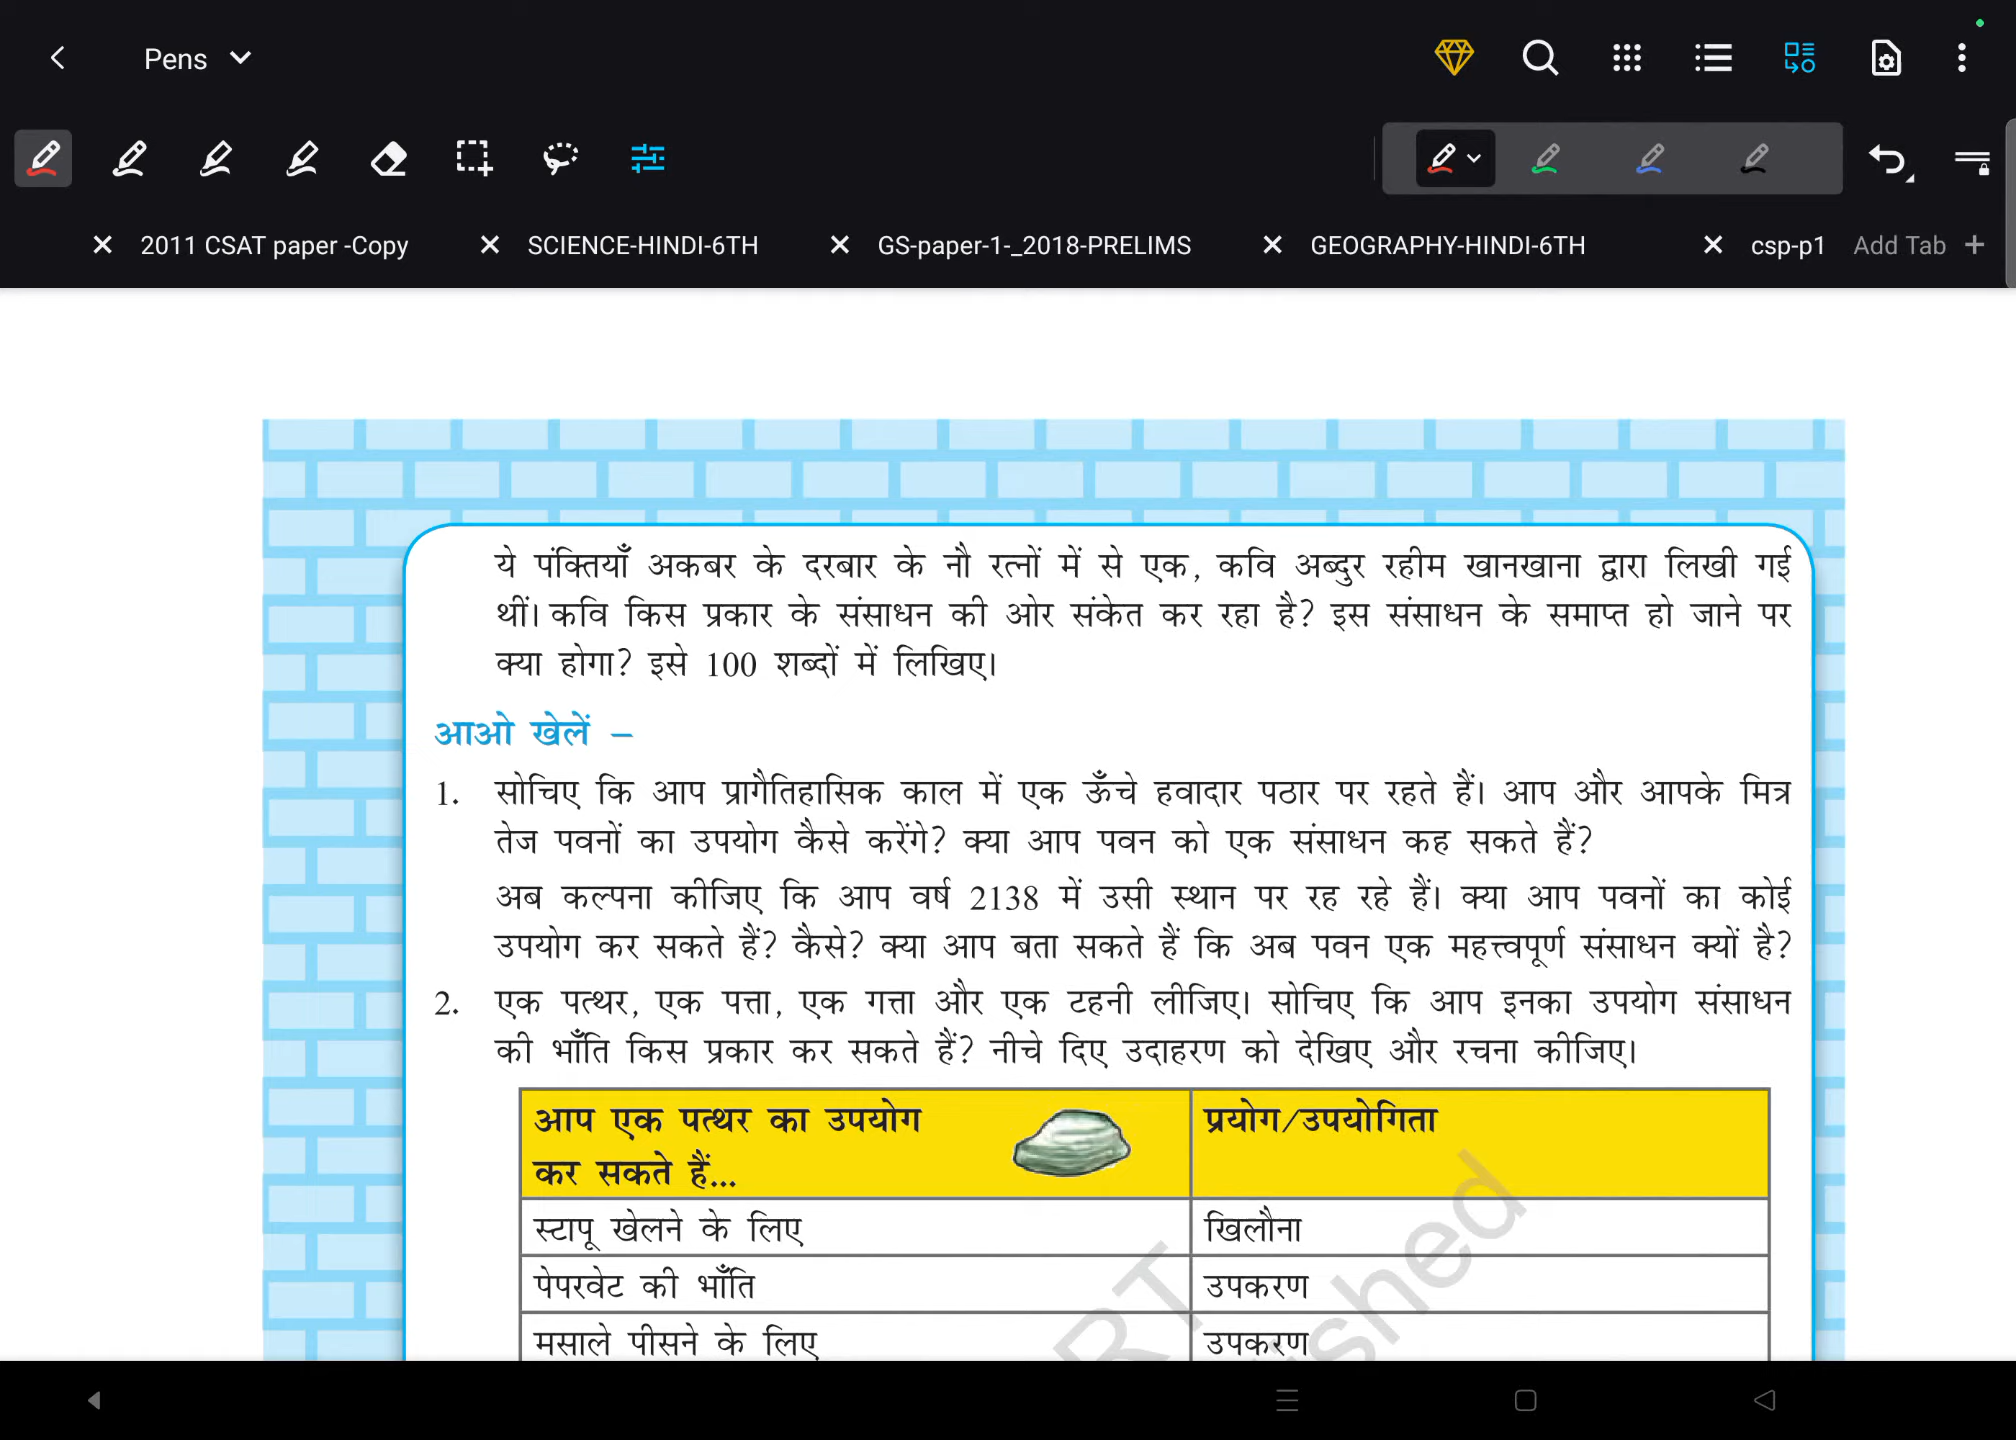 Pens
2011 CSAT paper -Copy
SCIENCE-HINDI-6TH
GS-paper-1-_2018-PRELIMS
GEOGRAPHY-HINDI-6TH
csp-p1
Add Tab +
ये पंक्तियाँ अकबर के दरबार के नौ रत्नों में से एक, कवि अब्दुर रहीम खानखाना द्वारा लिखी गई
थीं। कवि किस प्रकार के संसाधन की ओर संकेत कर रहा है? इस संसाधन के समाप्त हो जाने पर
क्या होगा? इसे 100 शब्दों में लिखिए।
आओ खेलें –
1. सोचिए कि आप प्रागैतिहासिक काल में एक ऊँचे हवादार पठार पर रहते हैं। आप और आपके मित्र
तेज पवनों का उपयोग कैसे करेंगे? क्या आप पवन को एक संसाधन कह सकते हैं?
अब कल्पना कीजिए कि आप वर्ष 2138 में उसी स्थान पर रह रहे हैं। क्या आप पवनों का कोई
उपयोग कर सकते हैं? कैसे? क्या आप बता सकते हैं कि अब पवन एक महत्त्वपूर्ण संसाधन क्यों है?
2. एक पत्थर, एक पत्ता, एक गत्ता और एक टहनी लीजिए। सोचिए कि आप इनका उपयोग संसाधन
की भाँति किस प्रकार कर सकते हैं? नीचे दिए उदाहरण को देखिए और रचना कीजिए।
आप एक पत्थर का उपयोग
कर सकते हैं...
प्रयोग/उपयोगिता
स्टापू खेलने के लिए
खिलौना
पेपरवेट की भाँति
उपकरण
मसाले पीसने के लिए
उपकरण